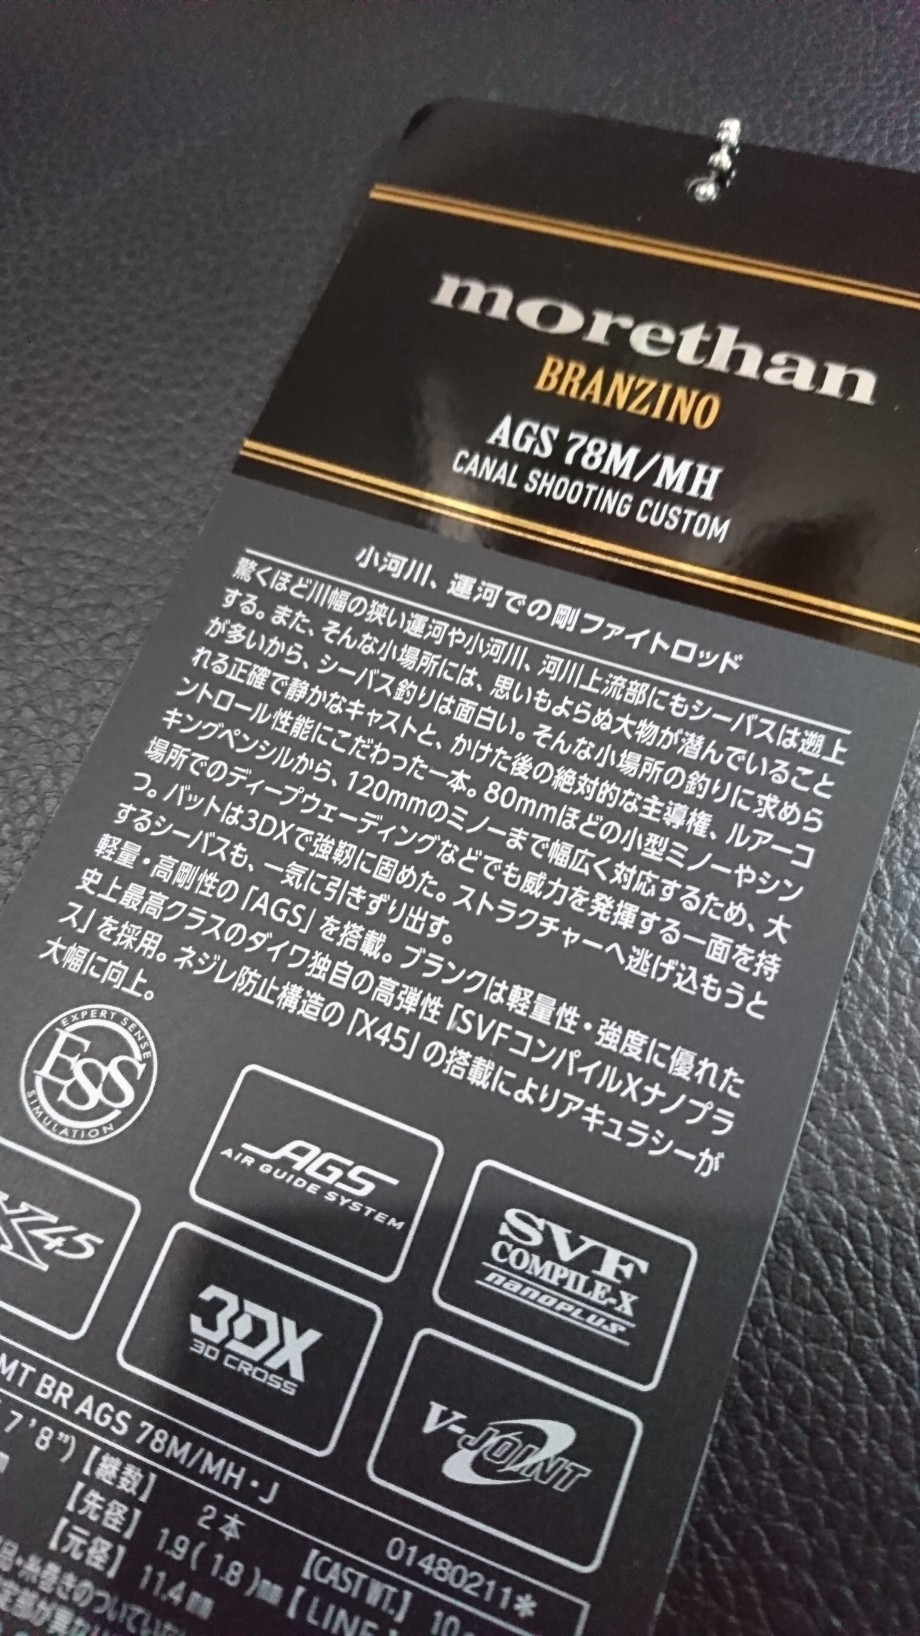 morethan
BRANZINO
AGS 78M/MH
CANAL SHOOTING CUSTOM
小河川、運河での剛ファイトロッド
驚くほど川幅の狭い運河や小河川、河川上流部にもシーバスは遡上
する。また、そんな小場所には、思いもよらぬ大物が潜んでいること
が多いから、シーバス釣りは面白い。そんな小場所の釣りに求めら
れる正確で静かなキャストと、かけた後の絶対的な主導権、ルアーコ
ントロール性能にこだわった一本。80mmほどの小型ミノーやシン
キングペンシルから、120mmのミノーまで幅広く対応するため、大
場所でのディープウェーディングなどでも威力を発揮する一面を持
つ。バットは3DXで強靭に固めた。ストラクチャーへ逃げ込もうと
するシーバスも、一気に引きずり出す。
軽量・高剛性の「AGS」を搭載。ブランクは軽量性・強度に優れた
史上最高クラスのダイワ独自の高弾性「SVFコンパイルXナノプラ
ス」を採用。ネジレ防止構造の「X45」の搭載によりアキュラシーが
大幅に向上。
EXPERT SENSE
ESS
SIMULATION
AGS
AIR GUIDE SYSTEM
SVF
COMPILE-X
nanoplus
X45
3DX
3D CROSS
V-JOINT
MT BR AGS 78M/MH・J
01480211*
7'8")【継数】 2本
【先径】 1.9(1.8)mm 【CAST WT.】 10
【元径】 11.4mm 【LINE